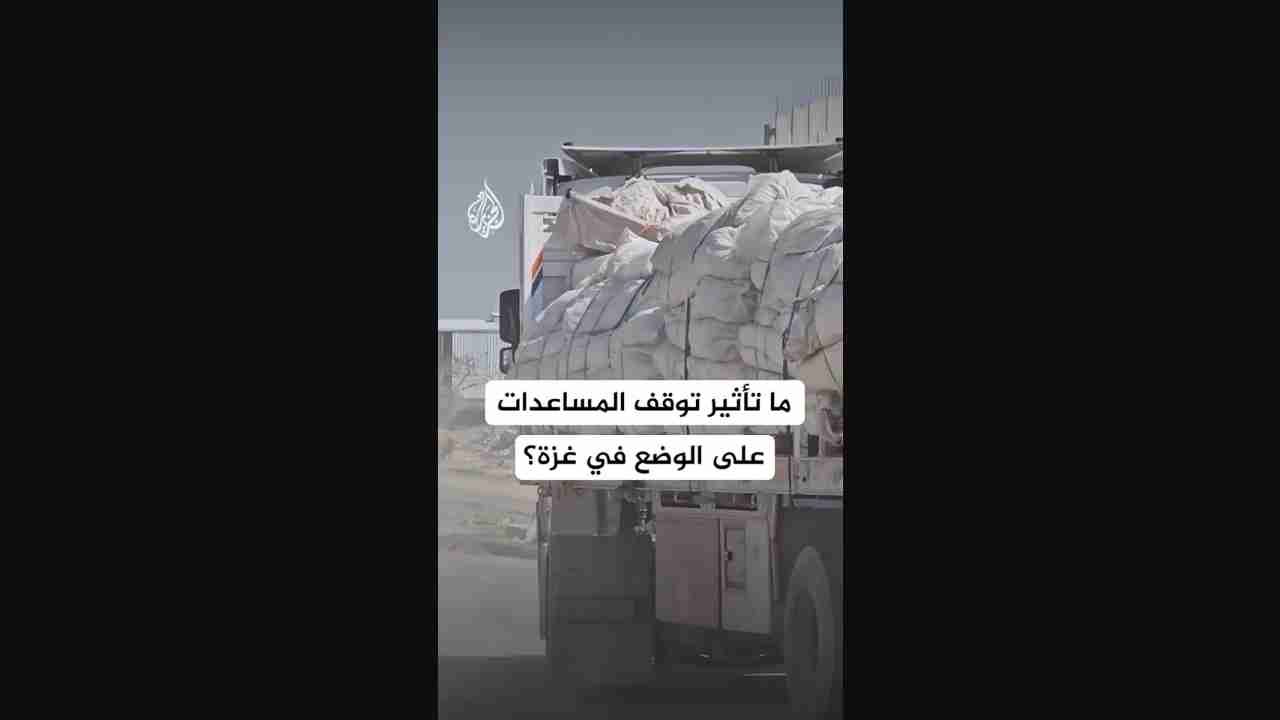 ما تأثير توقف المساعدات
على الوضع في غزة؟